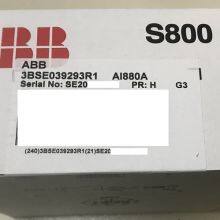 ABB
S800
ABB
3BSE039293R1 AI880A
Serial No: SE20 PR: H G3
(240)3BSE039293R1(21)SE20